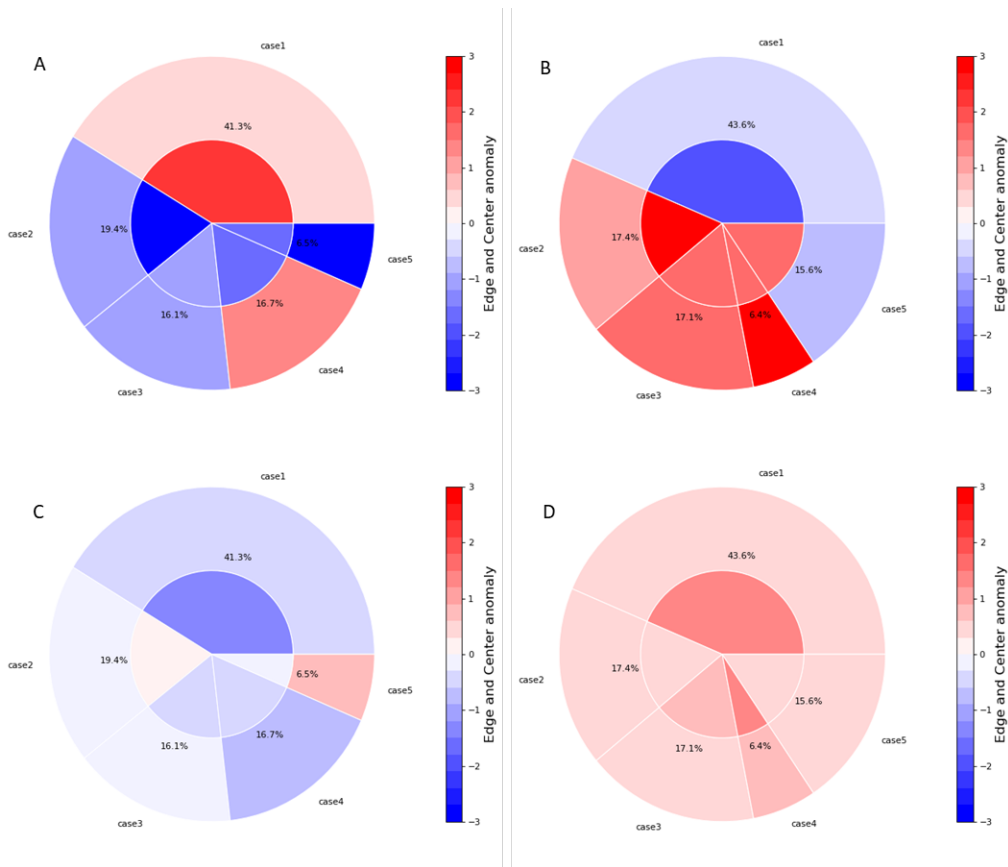 A
case1
41.3%
case2
19.4%
case3
16.1%
case4
16.7%
case5
6.5%
3
2
1
0
−1
−2
−3
Edge and Center anomaly
B
case1
43.6%
case2
17.4%
case3
17.1%
case4
6.4%
case5
15.6%
3
2
1
0
−1
−2
−3
Edge and Center anomaly
C
case1
41.3%
case2
19.4%
case3
16.1%
case4
16.7%
case5
6.5%
3
2
1
0
−1
−2
−3
Edge and Center anomaly
D
case1
43.6%
case2
17.4%
case3
17.1%
case4
6.4%
case5
15.6%
3
2
1
0
−1
−2
−3
Edge and Center anomaly